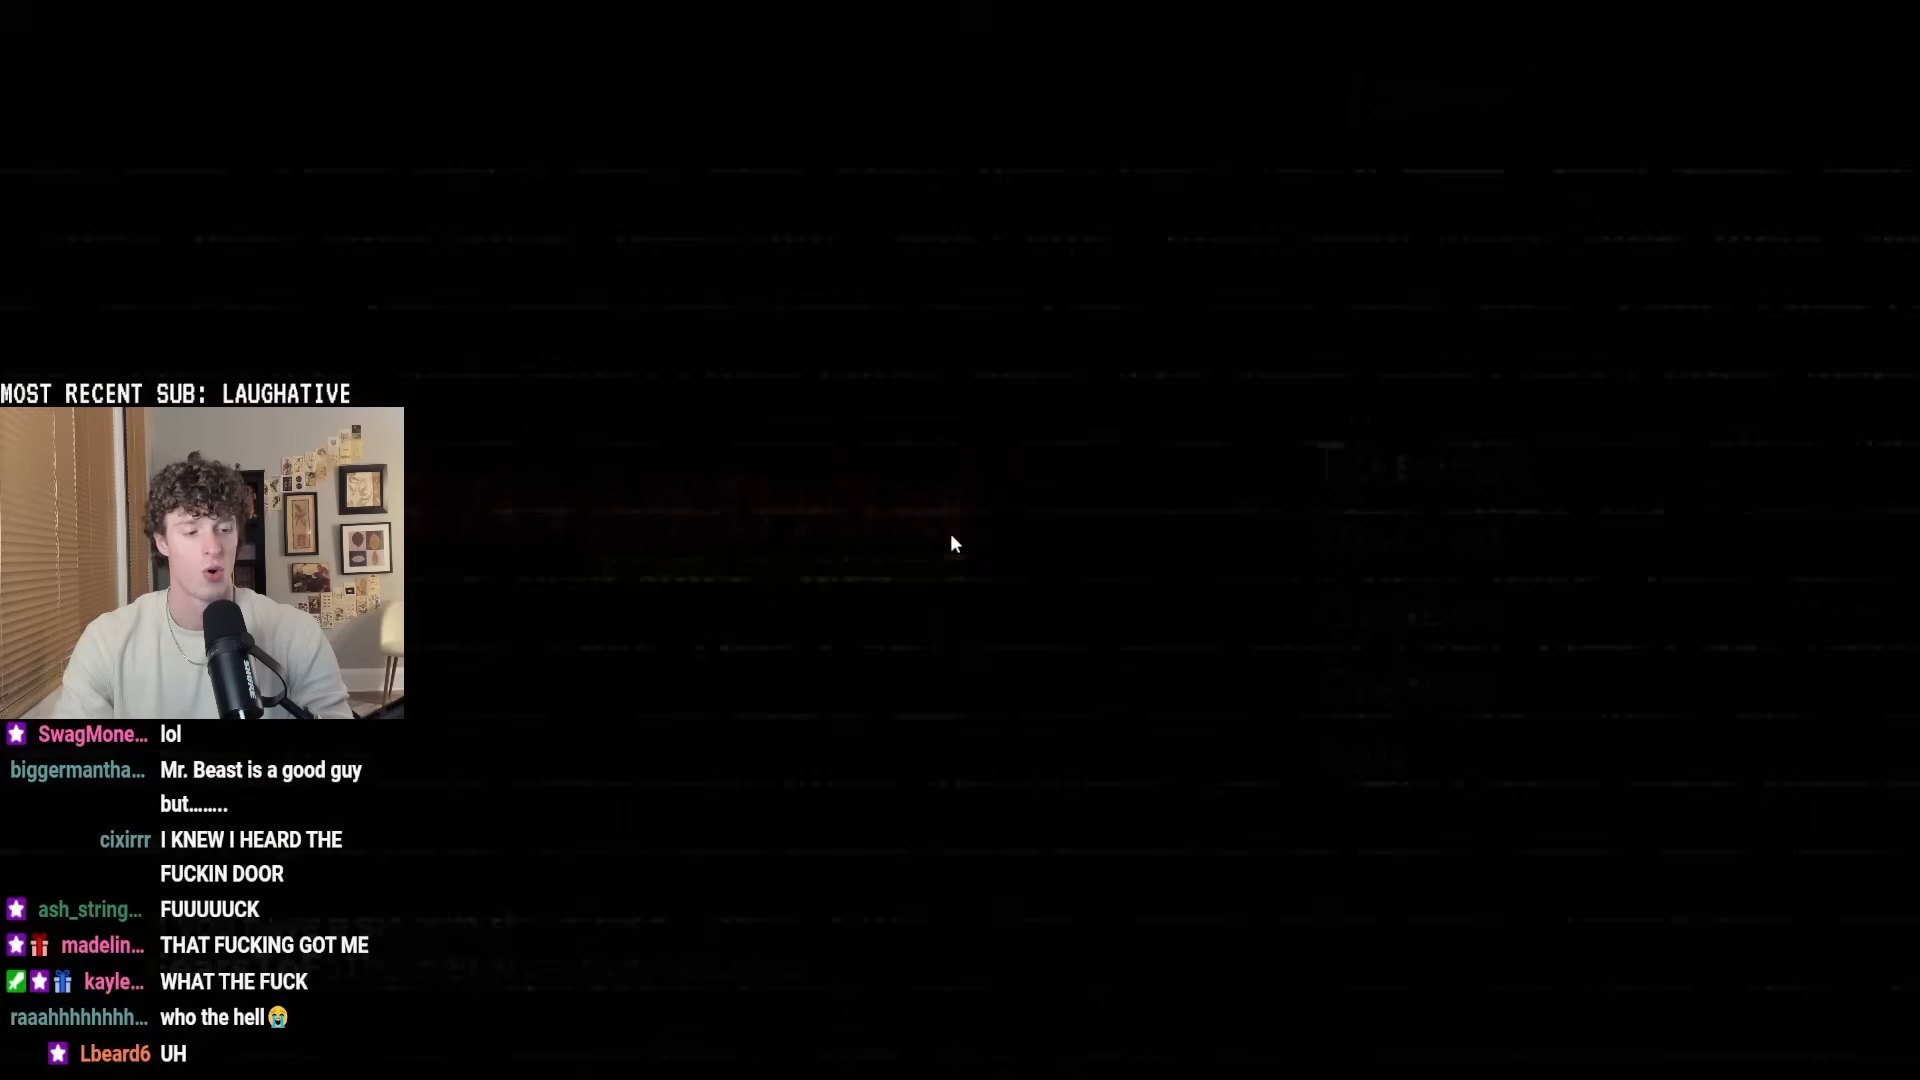 MOST RECENT SUB: LAUGHATIVE
SHURE
SwagMone... lol
biggermantha... Mr. Beast is a good guy
but........
cixirrr I KNEW I HEARD THE
FUCKIN DOOR
ash_string... FUUUUUCK
madelin... THAT FUCKING GOT ME
kayle... WHAT THE FUCK
raaahhhhhhhh... who the hell😭
Lbeard6 UH